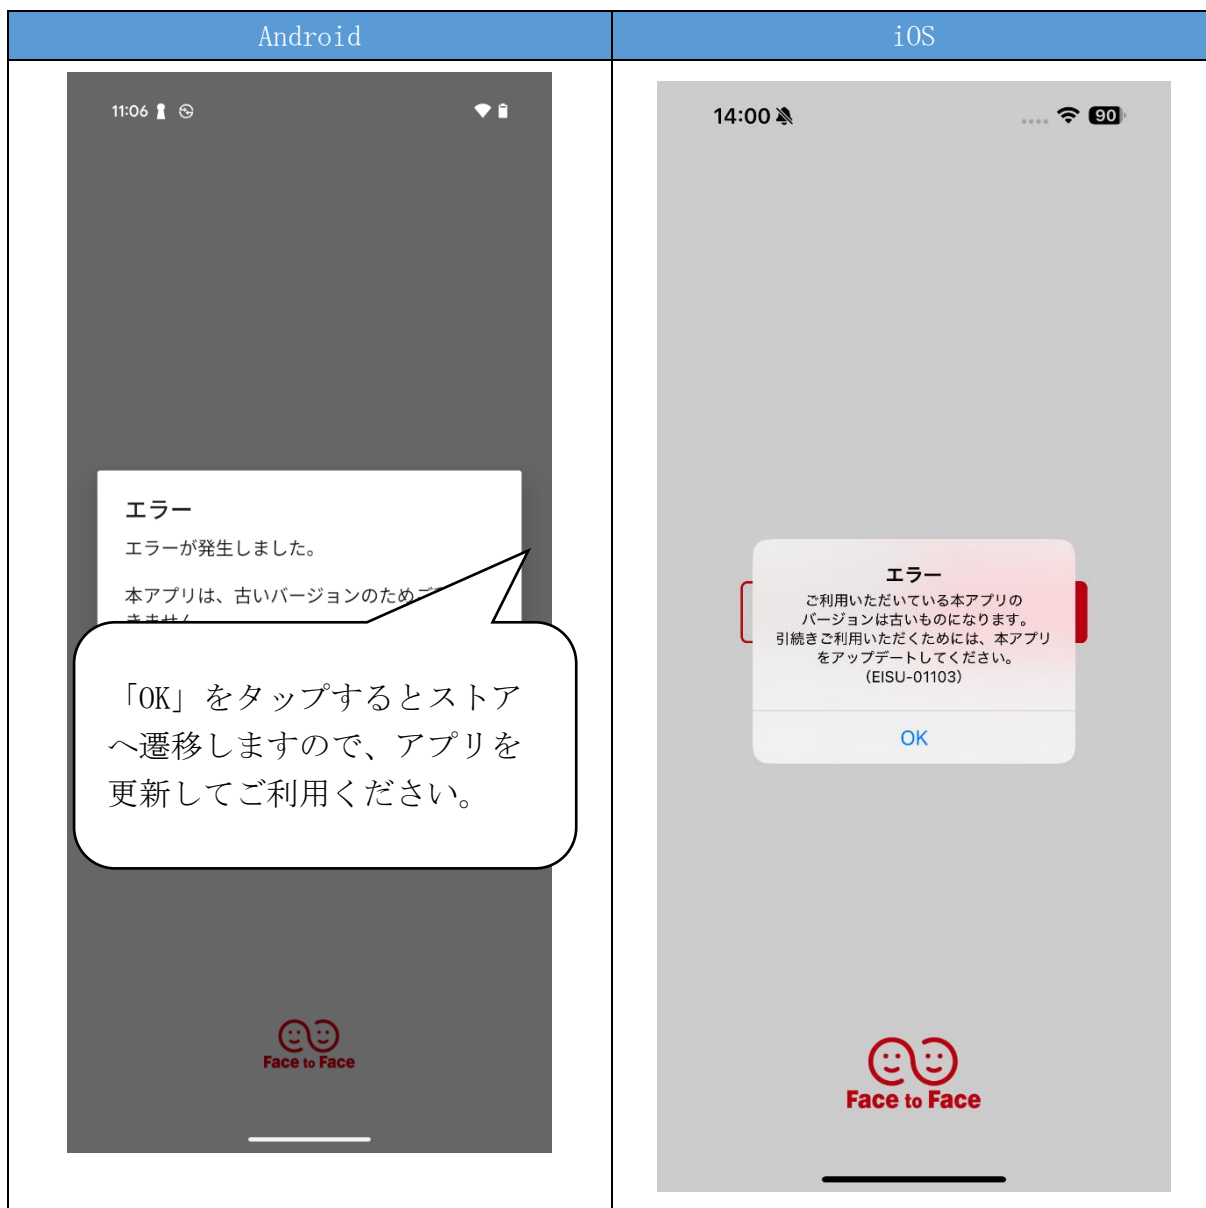 Android
iOS
11:06
エラー
エラーが発生しました。
本アプリは、古いバージョンのためご
きません
「OK」をタップするとストア
へ遷移しますので、アプリを
更新してご利用ください。
Face to Face
14:00
90
エラー
ご利用いただいている本アプリの
バージョンは古いものになります。
引続きご利用いただくためには、本アプリ
をアップデートしてください。
(EISU-01103)
OK
Face to Face